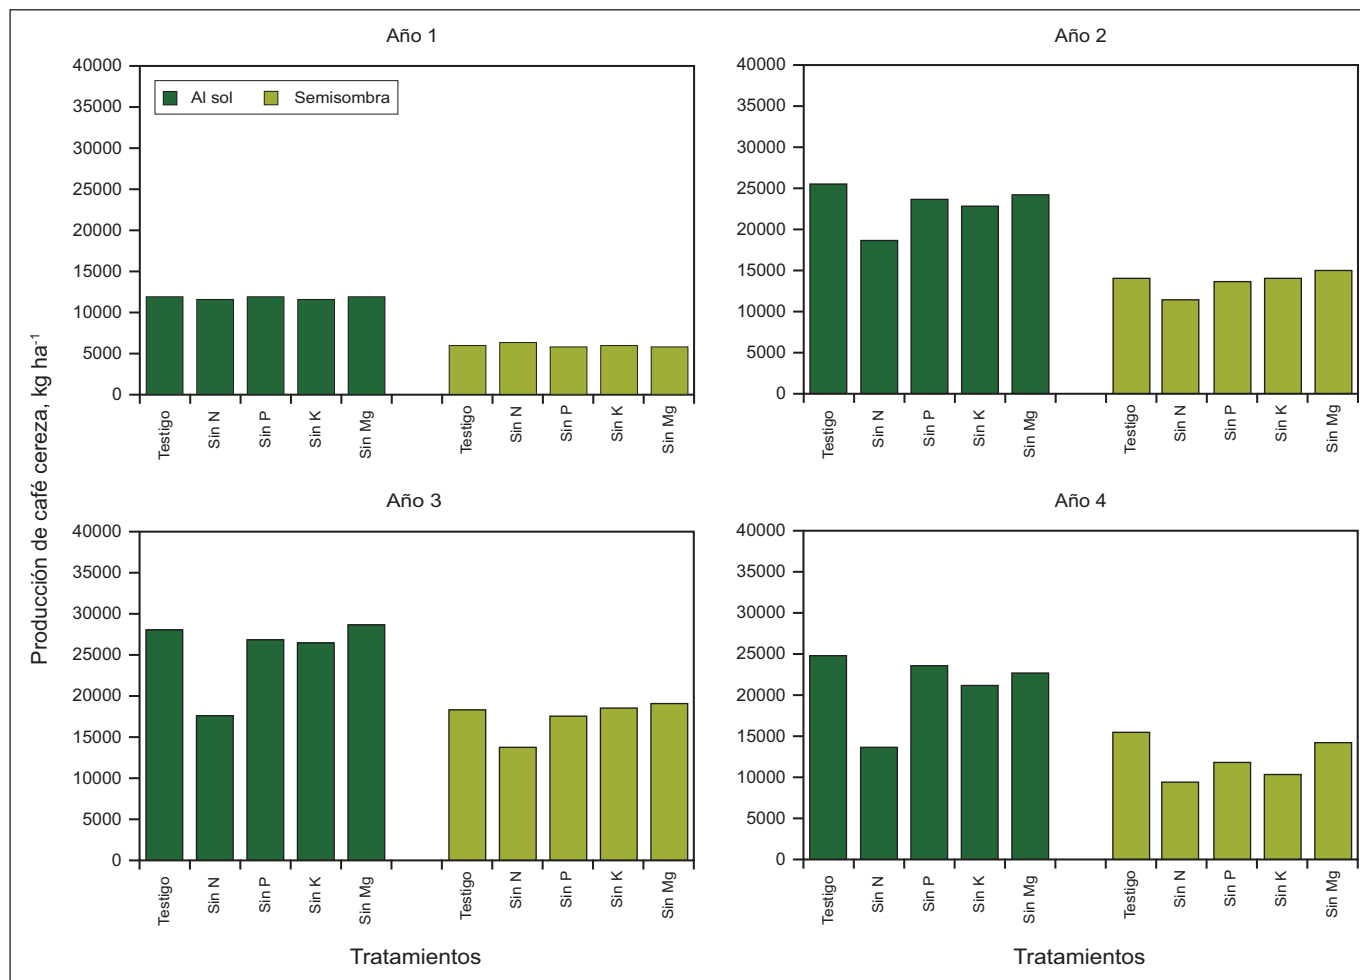 Año 1
40000
35000
30000
25000
20000
15000
10000
5000
0
Al sol
Semisombra
Testigo
Sin N
Sin P
Sin K
Sin Mg
Testigo
Sin N
Sin P
Sin K
Sin Mg
Año 2
40000
35000
30000
25000
20000
15000
10000
5000
0
Testigo
Sin N
Sin P
Sin K
Sin Mg
Testigo
Sin N
Sin P
Sin K
Sin Mg
Producción de café cereza, kg ha⁻¹
Año 3
40000
35000
30000
25000
20000
15000
10000
5000
0
Testigo
Sin N
Sin P
Sin K
Sin Mg
Testigo
Sin N
Sin P
Sin K
Sin Mg
Tratamientos
Año 4
40000
35000
30000
25000
20000
15000
10000
5000
0
Testigo
Sin N
Sin P
Sin K
Sin Mg
Testigo
Sin N
Sin P
Sin K
Sin Mg
Tratamientos